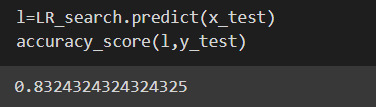 l=LR_search.predict(x_test)
accuracy_score(l,y_test)
0.8324324324324325